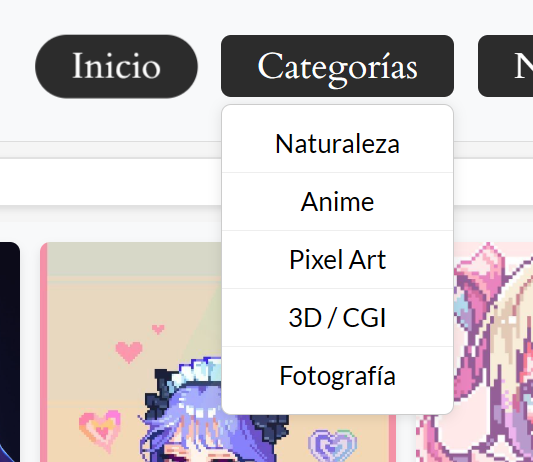 Inicio
Categorías
N
Naturaleza
Anime
Pixel Art
3D / CGI
Fotografía